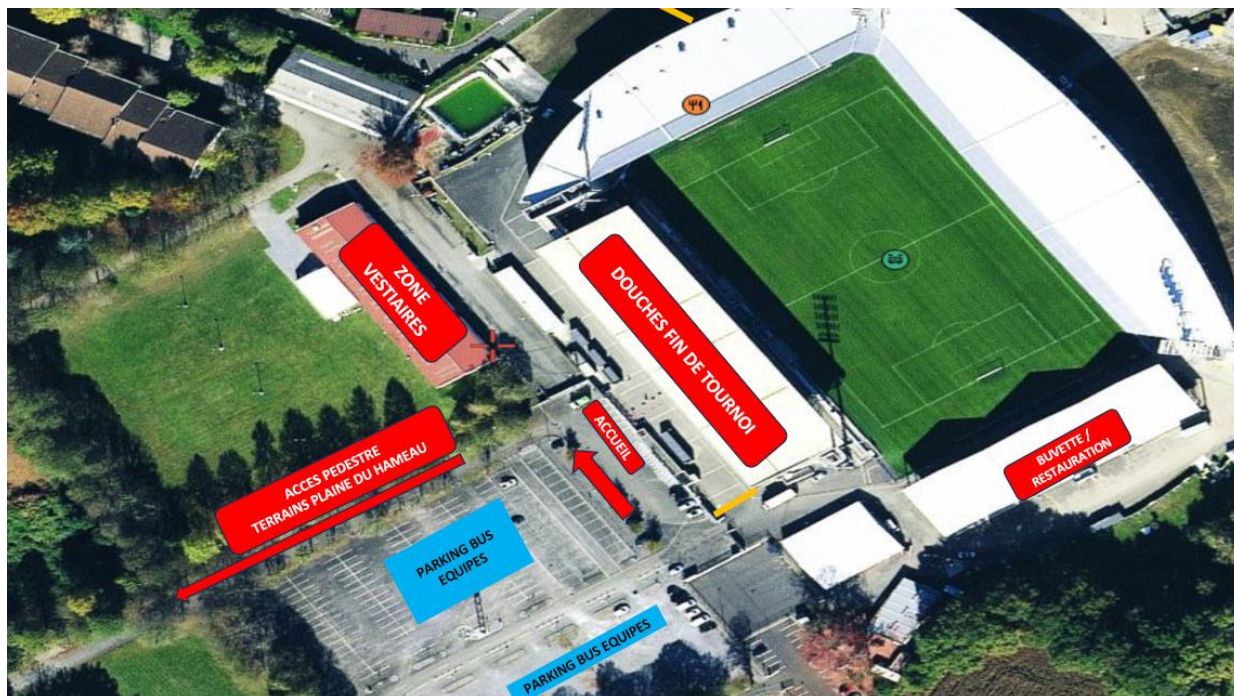 ZONE
VESTIAIRES
DOUCHES FIN DE TOURNOI
ACCUEIL
BUVETTE /
RESTAURATION
ACCES PEDESTRE
TERRAINS PLAINE DU HAMEAU
PARKING BUS
EQUIPES
PARKING BUS EQUIPES